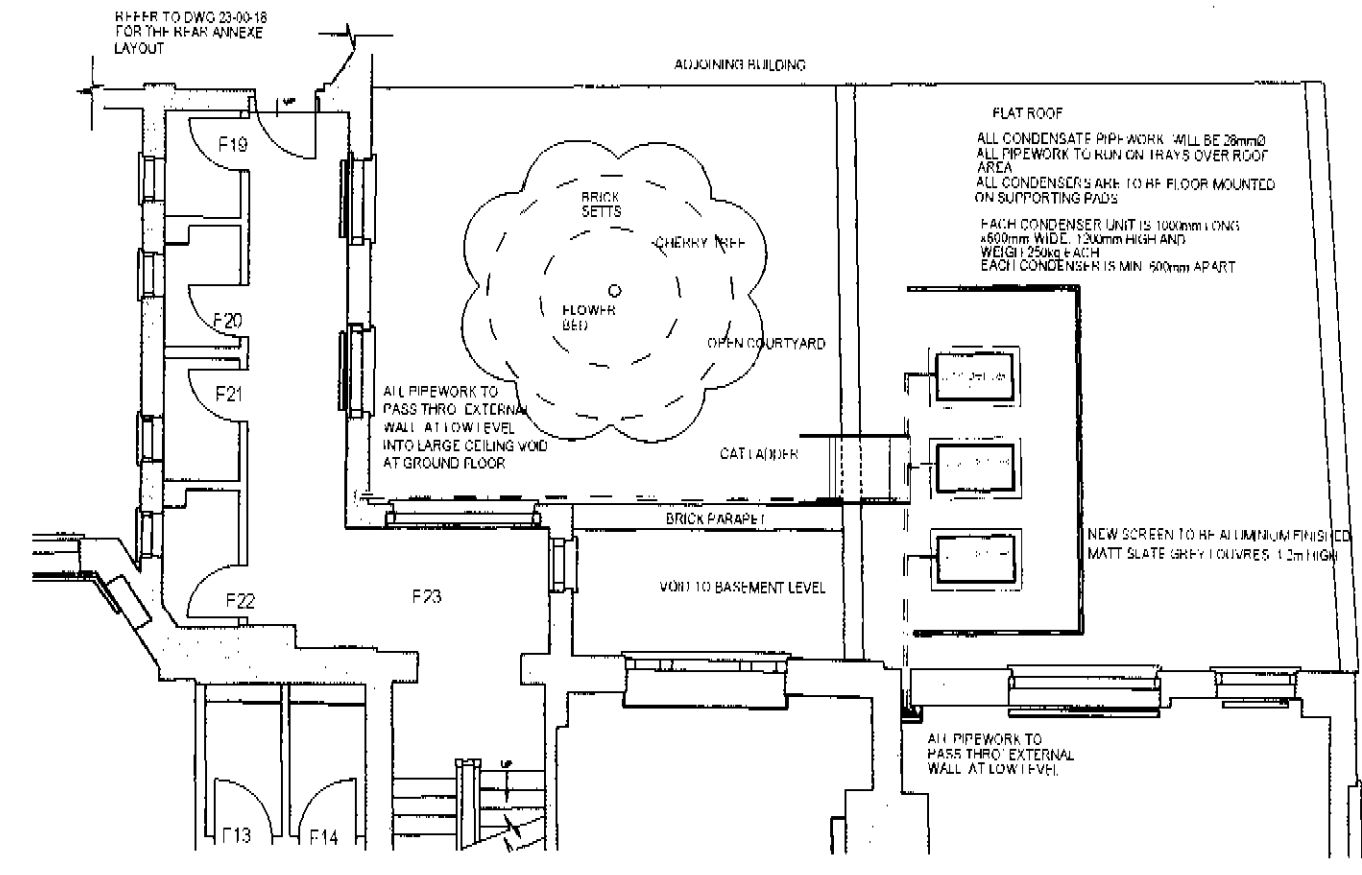 REFER TO DWG 23-00-18
FOR THE REAR ANNEXE
LAYOUT
ADJOINING BUILDING
UP
F19
F20
F21
F22
F23
F13
F14
UP
BRICK
SETTS
CHERRY TREE
FLOWER
BED
OPEN COURTYARD
ALL PIPEWORK TO
PASS THRO' EXTERNAL
WALL AT LOW LEVEL
INTO LARGE CEILING VOID
AT GROUND FLOOR
CAT LADDER
BRICK PARAPET
VOID TO BASEMENT LEVEL
FLAT ROOF
ALL CONDENSATE PIPEWORK WILL BE 28mmØ
ALL PIPEWORK TO RUN ON TRAYS OVER ROOF
AREA
ALL CONDENSERS ARE TO BE FLOOR MOUNTED
ON SUPPORTING PADS
EACH CONDENSER UNIT IS 1000mm LONG
x600mm WIDE, 1200mm HIGH AND
WEIGH 250kg EACH
EACH CONDENSER IS MIN. 600mm APART
NEW SCREEN TO BE ALUMINIUM FINISHED
MATT SLATE GREY LOUVRES 1.2m HIGH
ALL PIPEWORK TO
PASS THRO' EXTERNAL
WALL AT LOW LEVEL